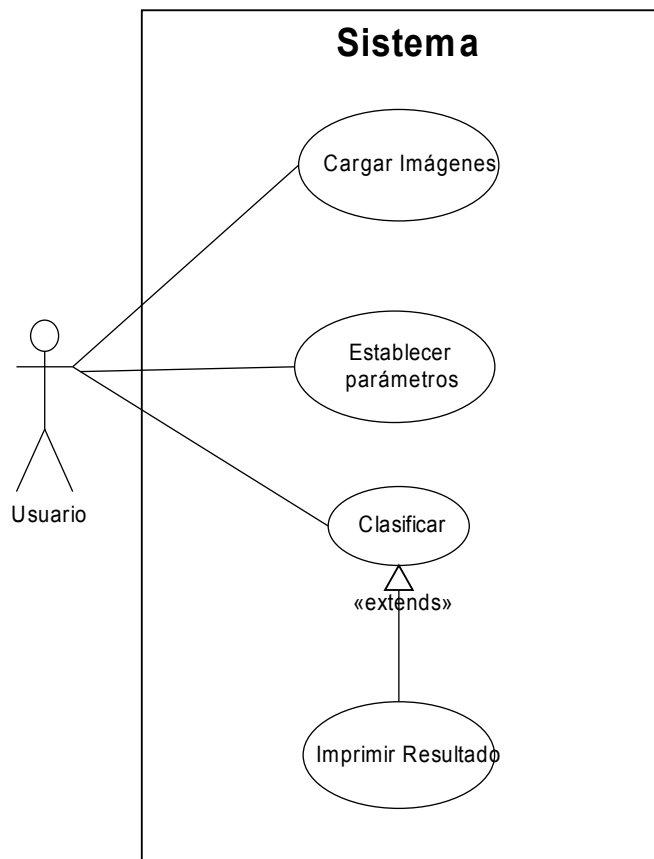 Sistema
Cargar Imágenes
Establecer
parámetros
Usuario
Clasificar
«extends»
Imprimir Resultado